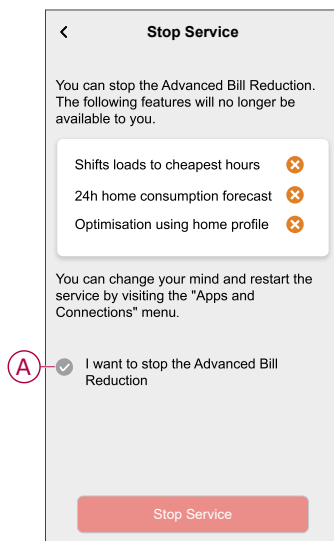 Stop Service
You can stop the Advanced Bill Reduction.
The following features will no longer be
available to you.
Shifts loads to cheapest hours
24h home consumption forecast
Optimisation using home profile
You can change your mind and restart the
service by visiting the "Apps and
Connections" menu.
A
I want to stop the Advanced Bill
Reduction
Stop Service